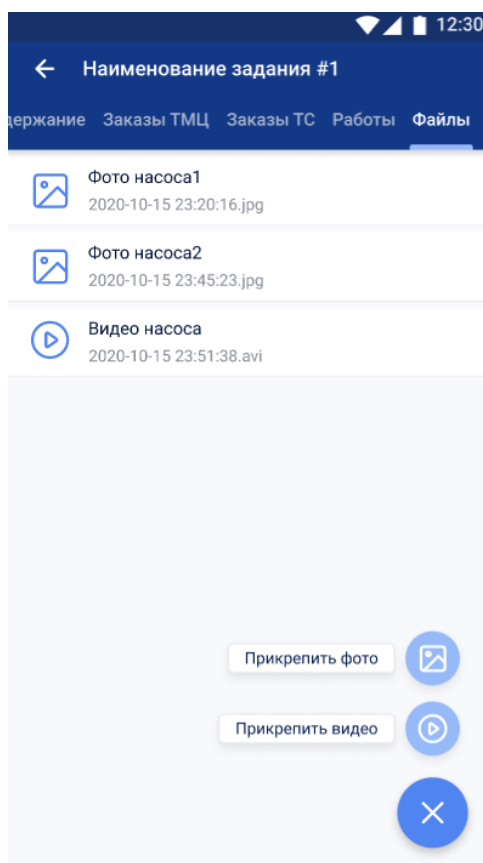 12:30
Наименование задания #1
Заказы ТМЦ Заказы ТС Работы Файлы
Фото насоса1
2020-10-15 23:20:16.jpg
Фото насоса2
2020-10-15 23:45:23.jpg
Видео насоса
2020-10-15 23:51:38.avi
Прикрепить фото
Прикрепить видео